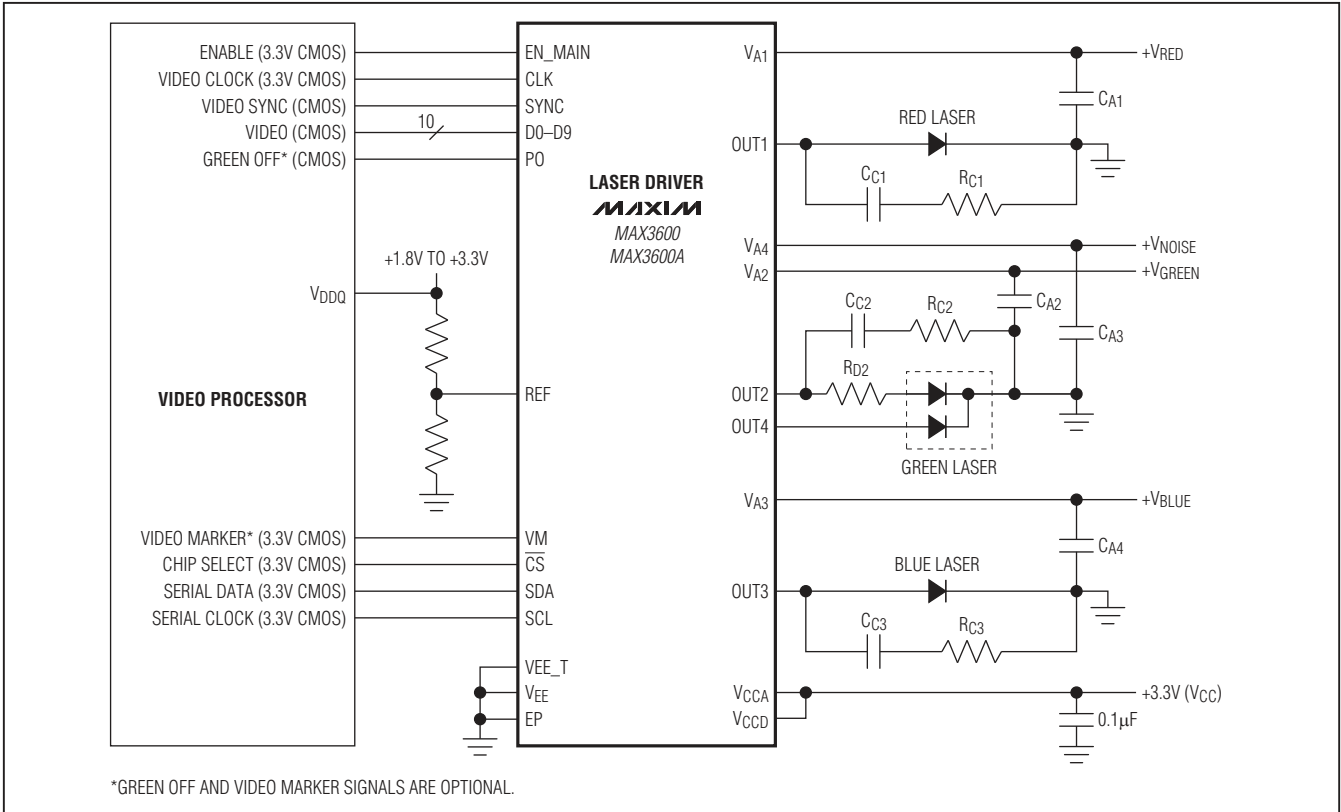 ENABLE (3.3V CMOS)
VIDEO CLOCK (3.3V CMOS)
VIDEO SYNC (CMOS)
VIDEO (CMOS)
GREEN OFF* (CMOS)
10
VDDQ
+1.8V TO +3.3V
VIDEO PROCESSOR
VIDEO MARKER* (3.3V CMOS)
CHIP SELECT (3.3V CMOS)
SERIAL DATA (3.3V CMOS)
SERIAL CLOCK (3.3V CMOS)
EN_MAIN
CLK
SYNC
D0–D9
PO
LASER DRIVER
MAXIM
MAX3600
MAX3600A
REF
VM
CS
SDA
SCL
VEE_T
VEE
EP
VA1
OUT1
VA4
VA2
OUT2
OUT4
VA3
OUT3
VCCA
VCCD
+VRED
CA1
RED LASER
CC1
RC1
+VNOISE
+VGREEN
CC2
RC2
CA2
CA3
RD2
GREEN LASER
+VBLUE
CA4
BLUE LASER
CC3
RC3
+3.3V (VCC)
0.1μF
*GREEN OFF AND VIDEO MARKER SIGNALS ARE OPTIONAL.